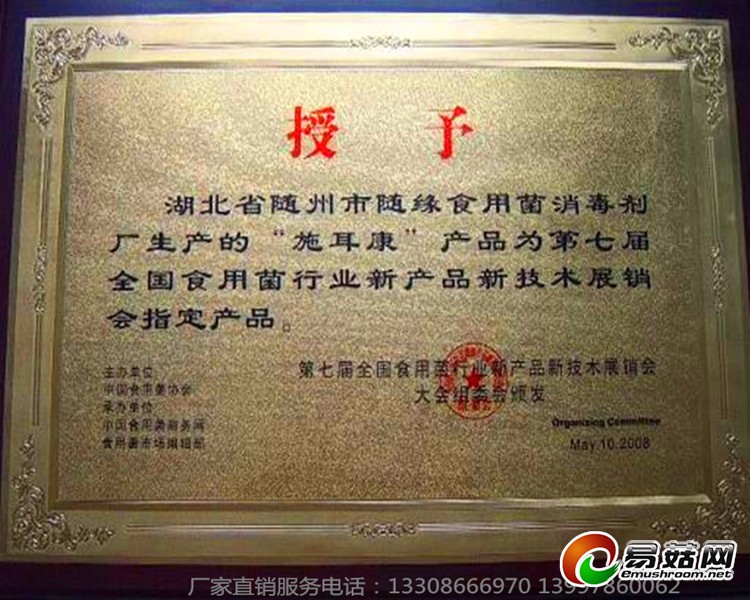 授 予
湖北省随州市随缘食用菌消毒剂
厂生产的“施耳康”产品为第七届
全国食用菌行业新产品新技术展销
会指定产品。
主办单位:
中国食用菌协会
承办单位:
中国食用菌商务网
食用菌市场编辑部
第七届全国食用菌行业新产品新技术展销会
大会组委会颁发
Organizing Committee
May.10.2008
易菇网
emushroom.net
厂家直销服务电话：13308666970 13997860062